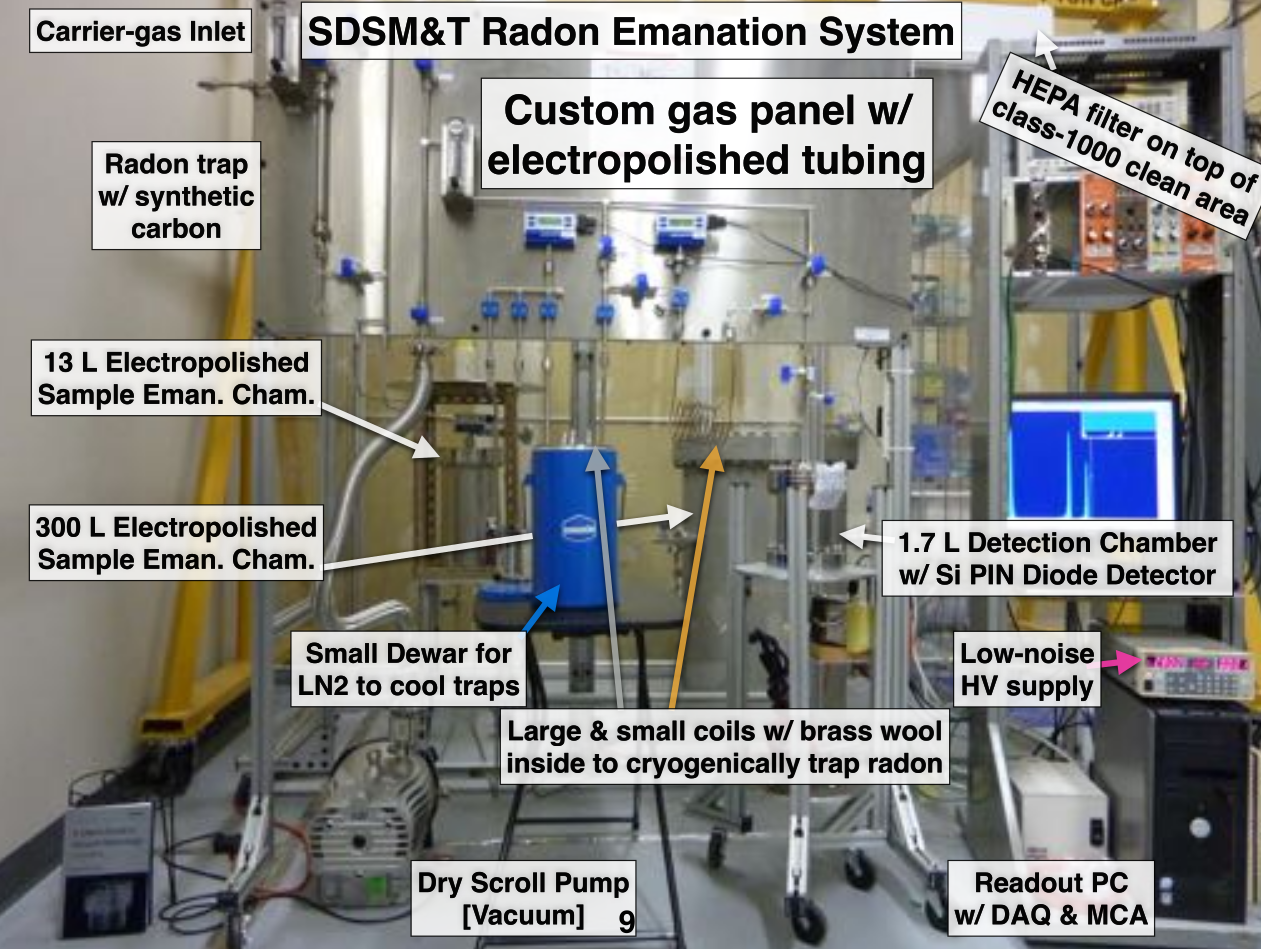 Carrier-gas Inlet
SDSM&T Radon Emanation System
Custom gas panel w/
electropolished tubing
HEPA filter on top of
class-1000 clean area
Radon trap
w/ synthetic
carbon
13 L Electropolished
Sample Eman. Cham.
300 L Electropolished
Sample Eman. Cham.
1.7 L Detection Chamber
w/ Si PIN Diode Detector
Small Dewar for
LN2 to cool traps
Low-noise
HV supply
Large & small coils w/ brass wool
inside to cryogenically trap radon
Dry Scroll Pump
[Vacuum]
9
Readout PC
w/ DAQ & MCA